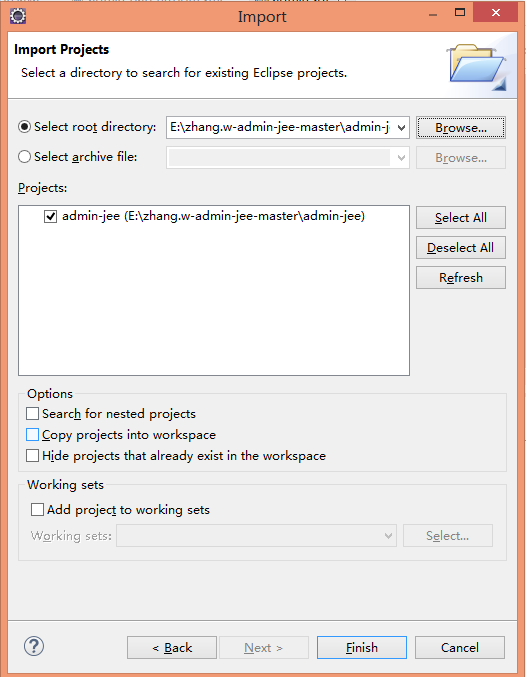 Import
Import Projects
Select a directory to search for existing Eclipse projects.
Select root directory: E:\zhang.w-admin-jee-master\admin-j Browse...
Select archive file: Browse...
Projects:
admin-jee (E:\zhang.w-admin-jee-master\admin-jee)
Select All
Deselect All
Refresh
Options
Search for nested projects
Copy projects into workspace
Hide projects that already exist in the workspace
Working sets
Add project to working sets
Working sets: Select...
? < Back Next > Finish Cancel